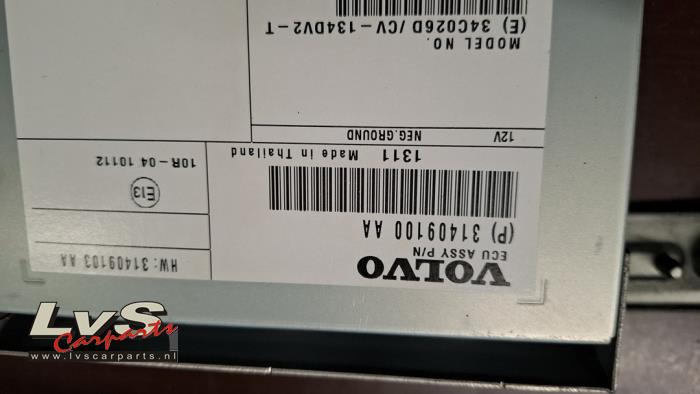 VOLVO
ECU ASSY P/N
(P) 31409100 AA
HW: 31409103 AA
E13
1311 Made in Thailand
10R-04 10112
12V NEG.GROUND
MODEL NO.
(E) 34C026D/CV-134DV2-T
LvS
Carparts
www.lvscarparts.nl